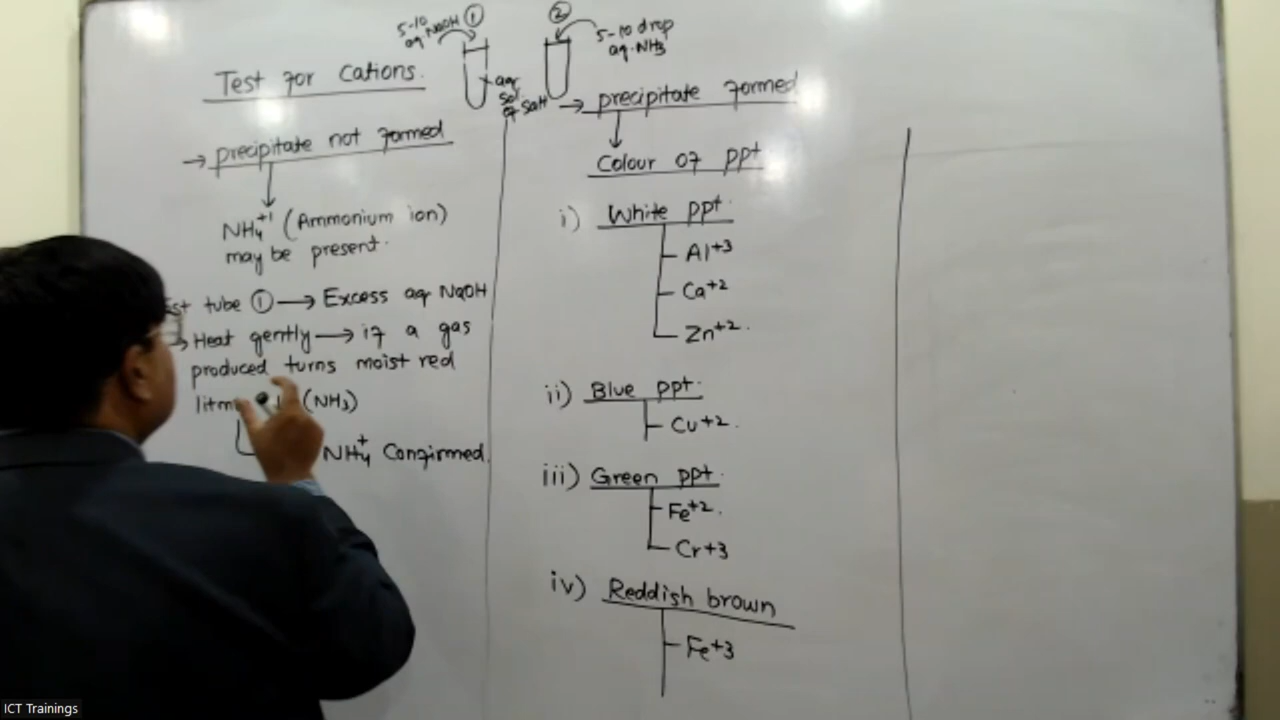 Test for Cations.
5-10
aq NaOH ①
aqr
sol
of salt
②
5-10 drop
aq. NH3
→ precipitate not formed
NH4+1 (Ammonium ion)
may be present.
tube ① → Excess aq NaOH
→ Heat gently → if a gas
produced turns moist red
(NH3)
NH4+ Confirmed.
→ precipitate formed
Colour of ppt.
i) White ppt.
Al+3
Ca+2
Zn+2.
ii) Blue ppt.
Cu+2.
iii) Green ppt.
Fe+2.
Cr+3
iv) Reddish brown
Fe+3
ICT Trainings